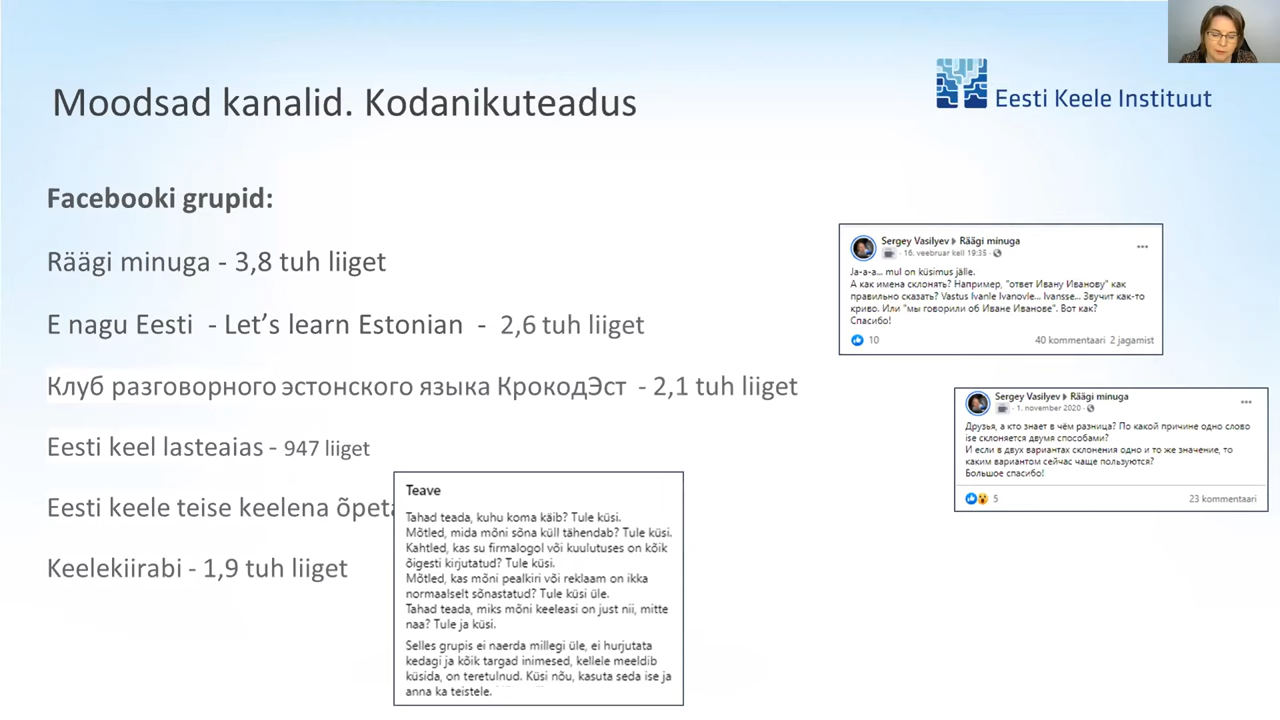 Moodsad kanalid. Kodanikuteadus
Eesti Keele Instituut
Facebooki grupid:
Räägi minuga - 3,8 tuh liiget
E nagu Eesti - Let's learn Estonian - 2,6 tuh liiget
Клуб разговорного эстонского языка КрокодЭст - 2,1 tuh liiget
Eesti keel lasteaias - 947 liiget
Eesti keele teise keelena õpeta
Keelekiirabi - 1,9 tuh liiget
Teave
Tahad teada, kuhu koma käib? Tule küsi.
Mõtled, mida mõni sõna küll tähendab? Tule küsi.
Kahtled, kas su firmalogol või kuulutuses on kõik
õigesti kirjutatud? Tule küsi.
Mõtled, kas mõni pealkiri või reklaam on ikka
normaalselt sõnastatud? Tule küsi üle.
Tahad teada, miks mõni keeleasi on just nii, mitte
naa? Tule ja küsi.
Selles grupis ei naerda millegi üle, ei hurjutata
kedagi ja kõik targad inimesed, kellele meeldib
küsida, on teretulnud. Küsi nõu, kasuta seda ise ja
anna ka teistele.
Sergey Vasilyev Räägi minuga
· 16. veebruar kell 19:35 ·
Ja-a-a... mul on küsimus jälle.
А как имена склонять? Например, "ответ Ивану Иванову" как
правильно сказать? Vastus Ivanle Ivanovle... Ivansse... Звучит как-то
криво. Или "мы говорили об Иване Иванове". Вот как?
Спасибо!
10
40 kommentaari 2 jagamist
Sergey Vasilyev Räägi minuga
· 1. november 2020 ·
Друзья, а кто знает в чём разница? По какой причине одно слово
ise склоняется двумя способами?
И если в двух вариантах склонения одно и то же значение, то
каким вариантом сейчас чаще пользуются?
Большое спасибо!
5
23 kommentaari